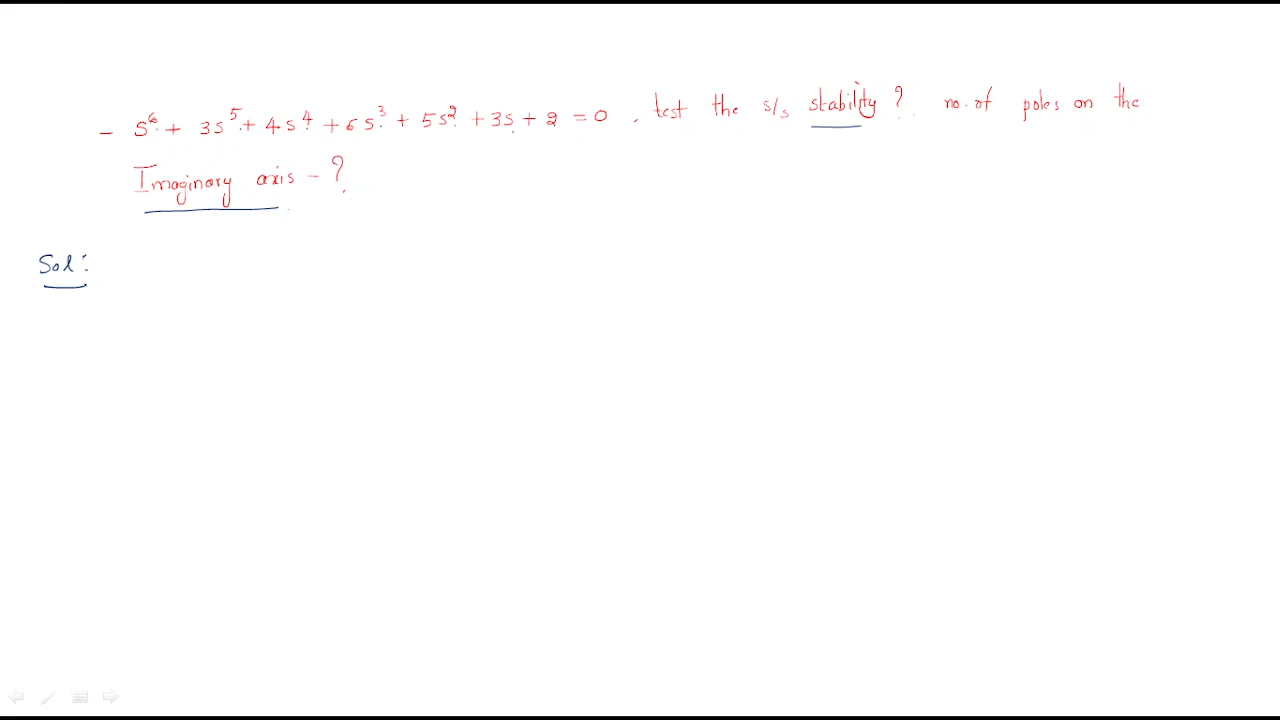 - S⁶ + 3s⁵ + 4s⁴ + 6s³ + 5s² + 3s + 2 = 0 , test the s/s stability ? no. of poles on the
Imaginary axis - ?
Sol: